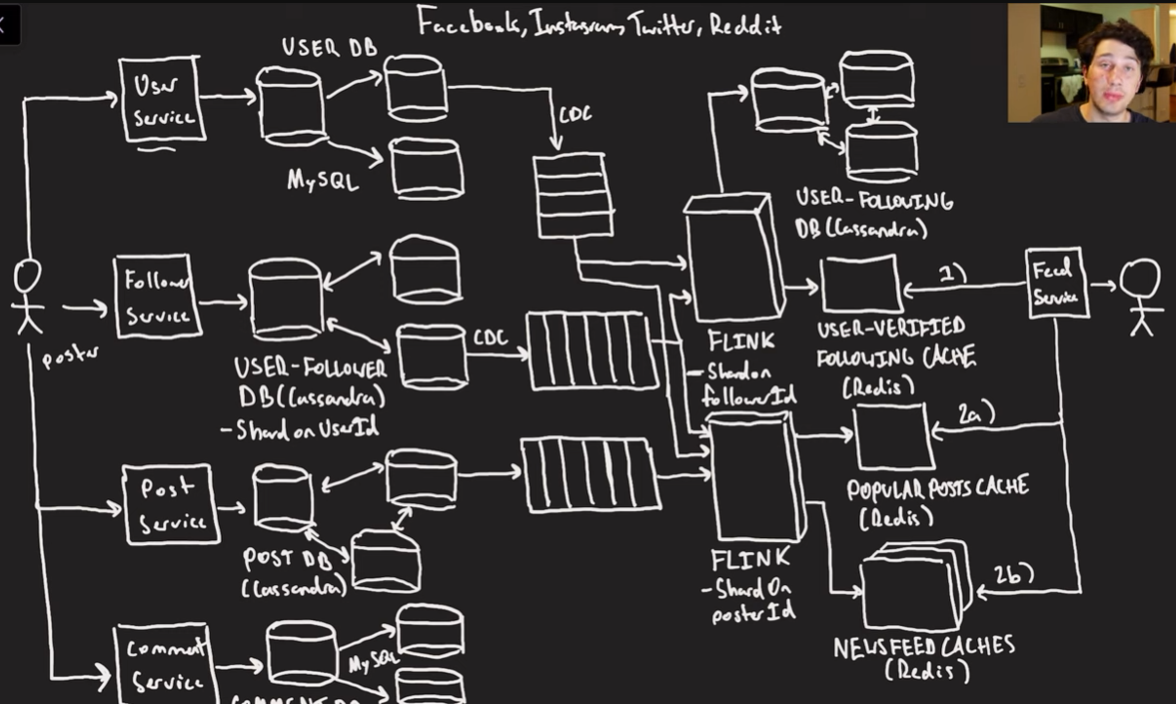 Facebook, Instagram, Twitter, Reddit
USER DB
User
Service
MySQL
CDC
USER-FOLLOWING
DB (Cassandra)
Follower
Service
poster
USER-FOLLOWER
DB (Cassandra)
- Shard on UserId
CDC
FLINK
- Shard on
followerId
1)
USER-VERIFIED
FOLLOWING CACHE
(Redis)
Feed
Service
2a)
POPULAR POSTS CACHE
(Redis)
Post
Service
POST DB
(Cassandra)
FLINK
- Shard On
posterId
2b)
NEWSFEED CACHES
(Redis)
Comment
Service
MySQL
COMMENT DB